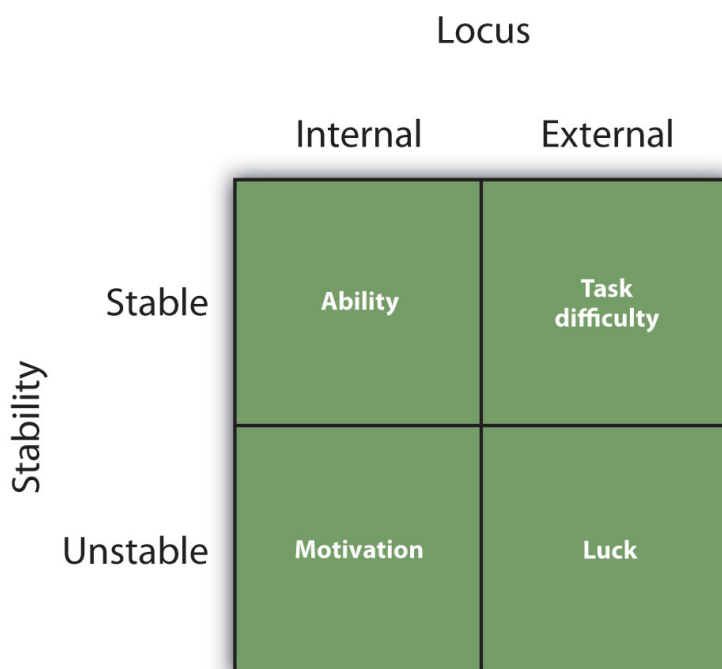 Locus
Internal External
Stable
Ability
Task
difficulty
Stability
Unstable
Motivation
Luck